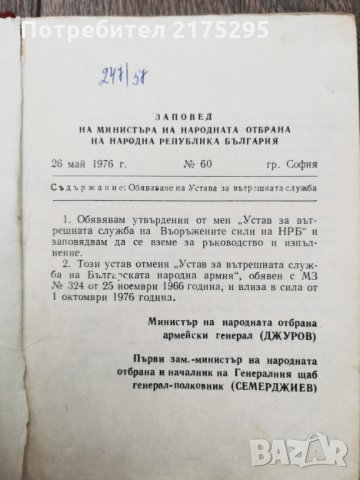 Потребител от Bazar.bg
247/58
ЗАПОВЕД
НА МИНИСТЪРА НА НАРОДНАТА ОТБРАНА
НА НАРОДНА РЕПУБЛИКА БЪЛГАРИЯ
26 май 1976 г. № 60 гр. София
Съдържание: Обявяване на Устава за вътрешната служба
1. Обявявам утвърдения от мен „Устав за вът-
решната служба на Въоръжените сили на НРБ“ и
заповядвам да се вземе за ръководство и изпъл-
нение.
2. Този устав отменя „Устав за вътрешната служ-
ба на Българската народна армия“, обявен с МЗ
№ 324 от 25 ноември 1966 година, и влиза в сила от
1 октомври 1976 година.
Министър на народната отбрана
армейски генерал (ДЖУРОВ)
Първи зам.-министър на народната
отбрана и началник на Генералния щаб
генерал-полковник (СЕМЕРДЖИЕВ)
bazar